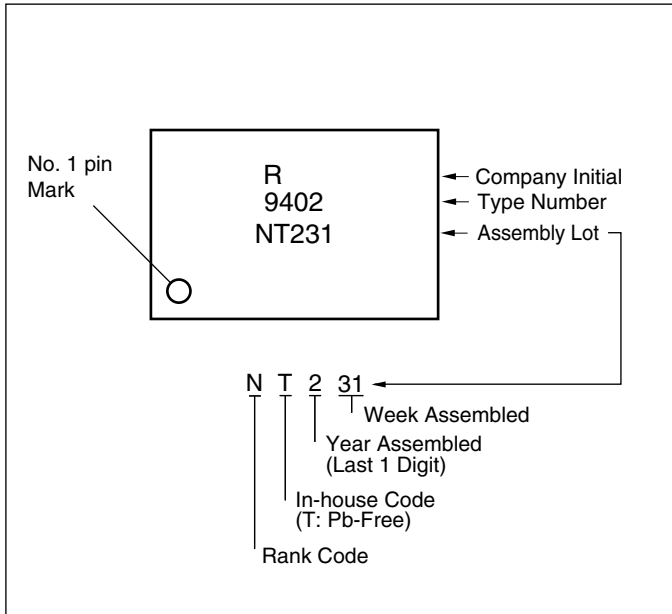 No. 1 pin
Mark
R
9402
NT231
Company Initial
Type Number
Assembly Lot
N T 2 31
Week Assembled
Year Assembled
(Last 1 Digit)
In-house Code
(T: Pb-Free)
Rank Code